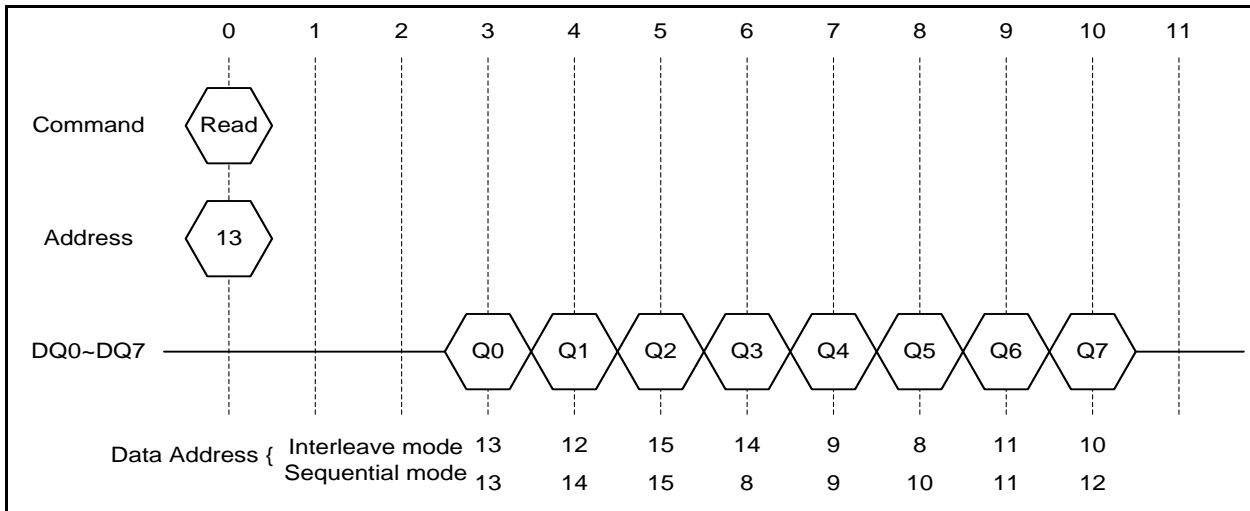 0 1 2 3 4 5 6 7 8 9 10 11
Command Read
Address 13
DQ0~DQ7 Q0 Q1 Q2 Q3 Q4 Q5 Q6 Q7
Data Address { Interleave mode 13 12 15 14 9 8 11 10
Sequential mode 13 14 15 8 9 10 11 12